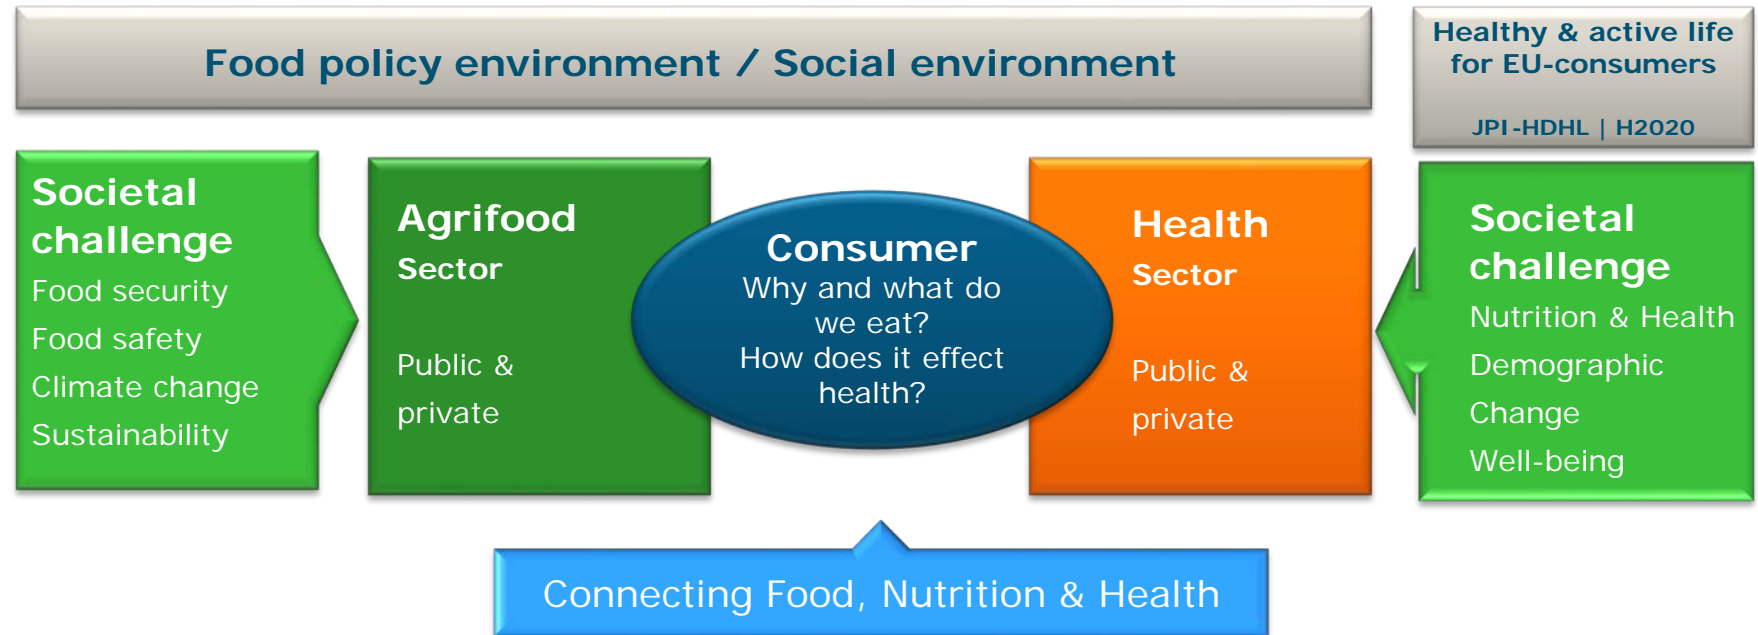 Food policy environment / Social environment
Healthy & active life
for EU-consumers
JPI-HDHL | H2020
Societal
challenge
Food security
Food safety
Climate change
Sustainability
Agrifood
Sector
Public &
private
Consumer
Why and what do
we eat?
How does it effect
health?
Health
Sector
Public &
private
Societal
challenge
Nutrition & Health
Demographic
Change
Well-being
Connecting Food, Nutrition & Health